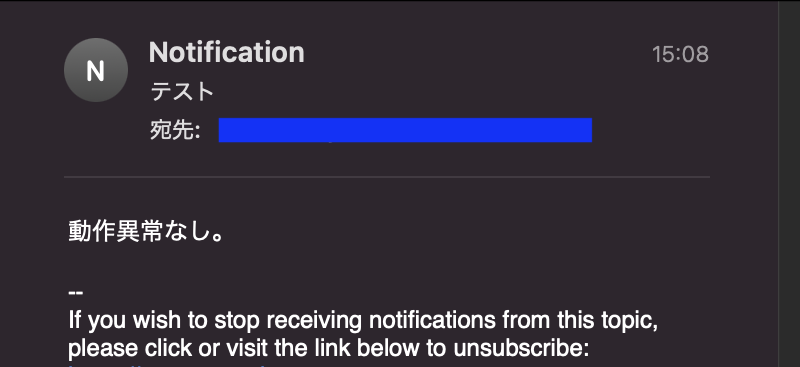 N
Notification
15:08
テスト
宛先:
動作異常なし。
--
If you wish to stop receiving notifications from this topic,
please click or visit the link below to unsubscribe: